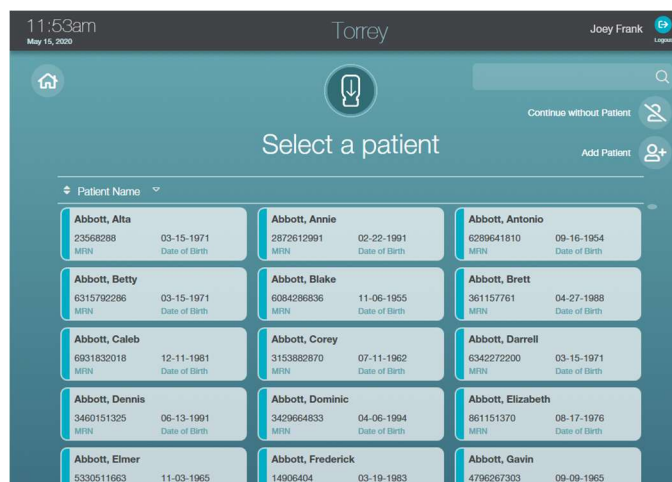 11:53am
May 15, 2020
Torrey
Joey Frank
Logout
Continue without Patient
Add Patient
Select a patient
Patient Name
Abbott, Alta
23568288 03-15-1971
MRN Date of Birth
Abbott, Annie
2872612991 02-22-1991
MRN Date of Birth
Abbott, Antonio
6289641810 09-16-1954
MRN Date of Birth
Abbott, Betty
6315792286 03-15-1971
MRN Date of Birth
Abbott, Blake
6084286836 11-06-1955
MRN Date of Birth
Abbott, Brett
361157761 04-27-1988
MRN Date of Birth
Abbott, Caleb
6931832018 12-11-1981
MRN Date of Birth
Abbott, Corey
3153882870 07-11-1962
MRN Date of Birth
Abbott, Darrell
6342272200 03-15-1971
MRN Date of Birth
Abbott, Dennis
3460151325 06-13-1991
MRN Date of Birth
Abbott, Dominic
3429664833 04-06-1994
MRN Date of Birth
Abbott, Elizabeth
861151370 08-17-1976
MRN Date of Birth
Abbott, Elmer
5330511663 11-03-1965
Abbott, Frederick
14906404 03-19-1983
Abbott, Gavin
4796267303 09-09-1965